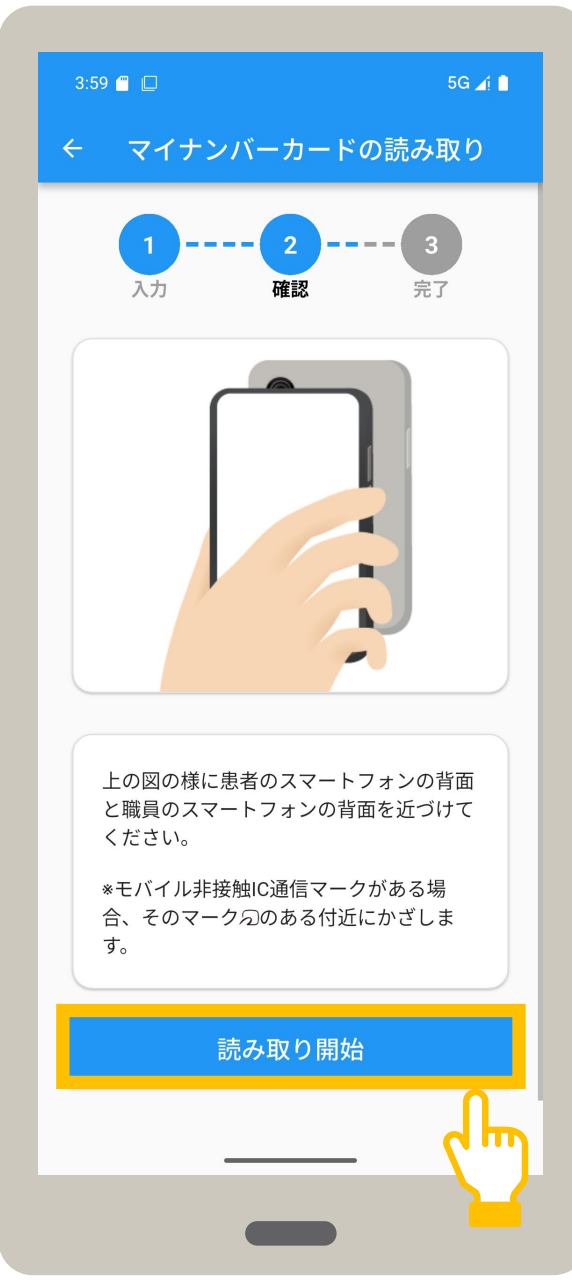 3:59 5G
マイナンバーカードの読み取り
1 2 3
入力 確認 完了
上の図の様に患者のスマートフォンの背面
と職員のスマートフォンの背面を近づけて
ください。
※モバイル非接触IC通信マークがある場
合、そのマークのある付近にかざしま
す。
読み取り開始